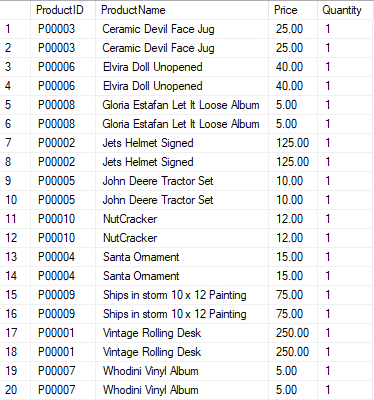 ProductID ProductName Price Quantity
1 P00003 Ceramic Devil Face Jug 25.00 1
2 P00003 Ceramic Devil Face Jug 25.00 1
3 P00006 Elvira Doll Unopened 40.00 1
4 P00006 Elvira Doll Unopened 40.00 1
5 P00008 Gloria Estafan Let It Loose Album 5.00 1
6 P00008 Gloria Estafan Let It Loose Album 5.00 1
7 P00002 Jets Helmet Signed 125.00 1
8 P00002 Jets Helmet Signed 125.00 1
9 P00005 John Deere Tractor Set 10.00 1
10 P00005 John Deere Tractor Set 10.00 1
11 P00010 NutCracker 12.00 1
12 P00010 NutCracker 12.00 1
13 P00004 Santa Ornament 15.00 1
14 P00004 Santa Ornament 15.00 1
15 P00009 Ships in storm 10 x 12 Painting 75.00 1
16 P00009 Ships in storm 10 x 12 Painting 75.00 1
17 P00001 Vintage Rolling Desk 250.00 1
18 P00001 Vintage Rolling Desk 250.00 1
19 P00007 Whodini Vinyl Album 5.00 1
20 P00007 Whodini Vinyl Album 5.00 1